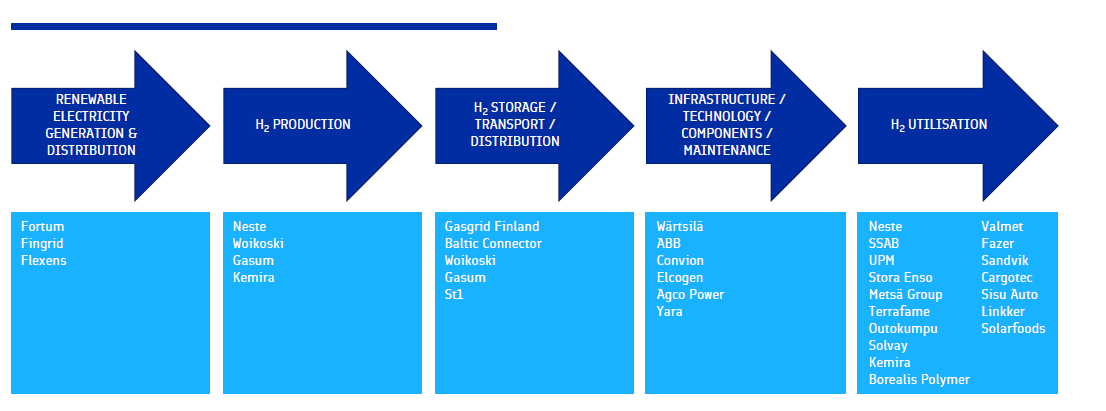 RENEWABLE
ELECTRICITY
GENERATION &
DISTRIBUTION
H₂ PRODUCTION
H₂ STORAGE /
TRANSPORT /
DISTRIBUTION
INFRASTRUCTURE /
TECHNOLOGY /
COMPONENTS /
MAINTENANCE
H₂ UTILISATION
Fortum
Fingrid
Flexens
Neste
Woikoski
Gasum
Kemira
Gasgrid Finland
Baltic Connector
Woikoski
Gasum
St1
Wärtsilä
ABB
Convion
Elcogen
Agco Power
Yara
Neste
SSAB
UPM
Stora Enso
Metsä Group
Terrafame
Outokumpu
Solvay
Kemira
Borealis Polymer
Valmet
Fazer
Sandvik
Cargotec
Sisu Auto
Linkker
Solarfoods